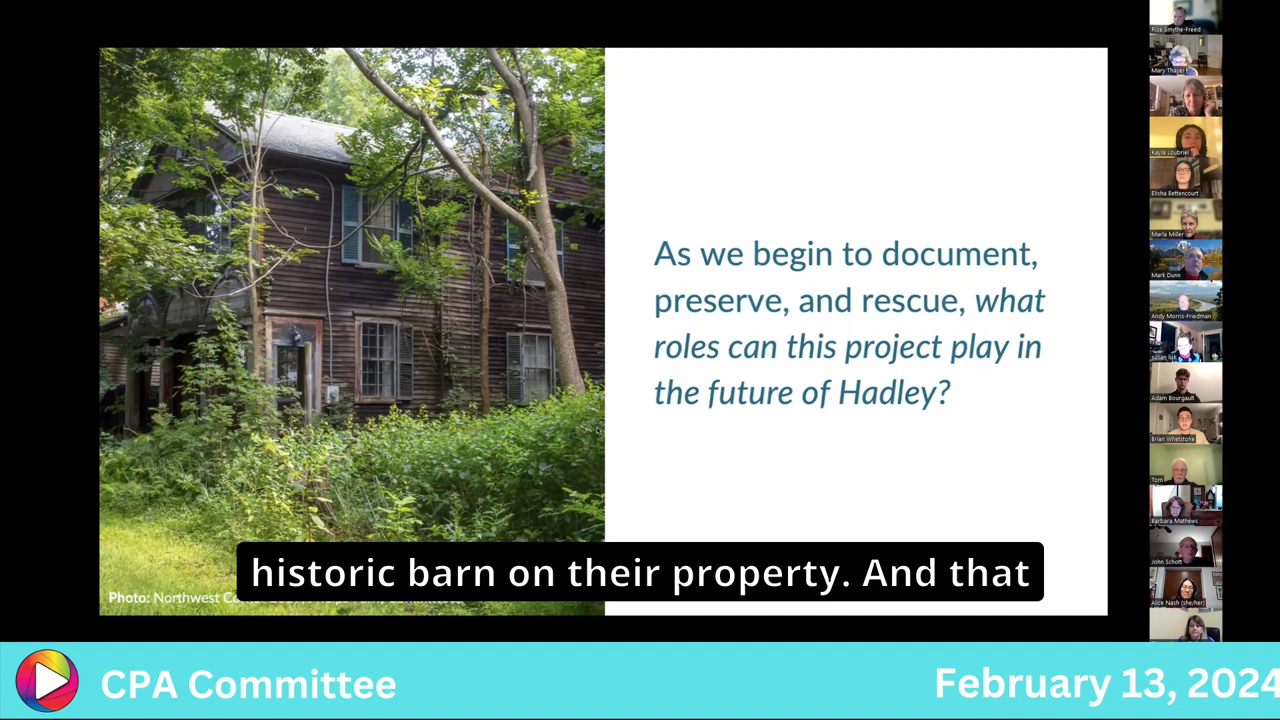 As we begin to document,
preserve, and rescue, what
roles can this project play in
the future of Hadley?
Photo: Northwest
historic barn on their property. And that
CPA Committee
February 13, 2024
Mary Thayer
Kayla Loubriel
Elisha Bettencourt
Marla Miller
Mark Dunn
Andy Morris-Friedman
Adam Bourgault
Brian Whetstone
Tom
Barbara Mathews
John Schott
Alice Nash (she/her)